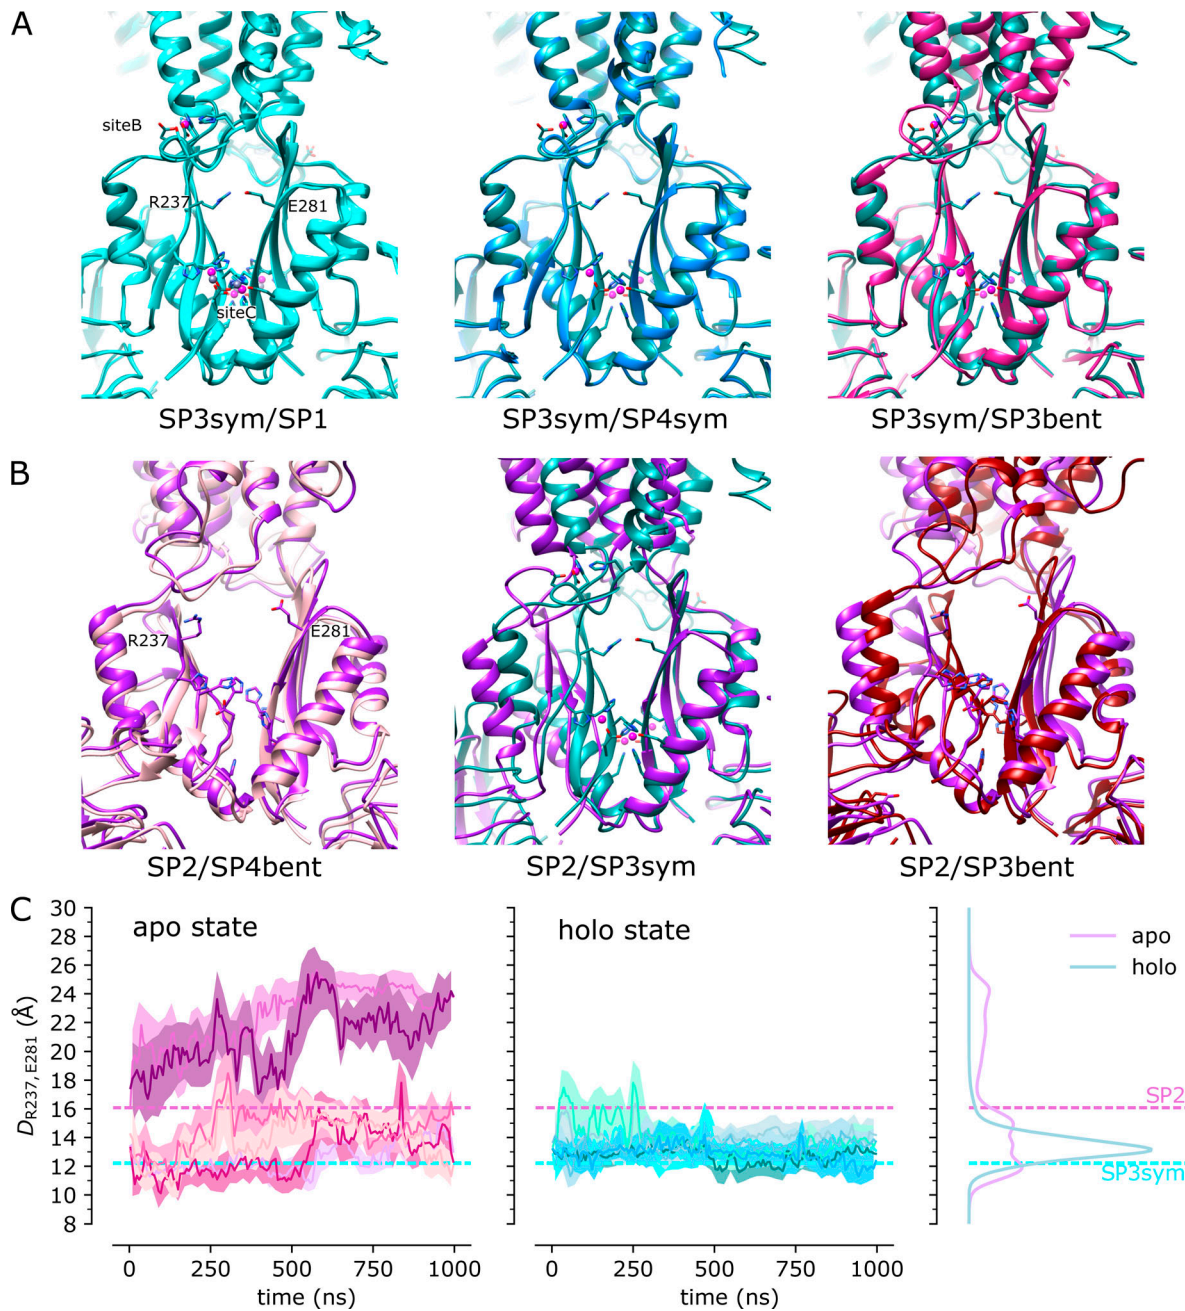 A
siteB
R237
E281
siteC
SP3sym/SP1
SP3sym/SP4sym
SP3sym/SP3bent
B
R237
E281
SP2/SP4bent
SP2/SP3sym
SP2/SP3bent
C
apo state
holo state
apo
holo
SP2
SP3sym
D R237, E281 (Å)
30
28
26
24
22
20
18
16
14
12
10
8
0 250 500 750 1000
0 250 500 750 1000
time (ns)
time (ns)